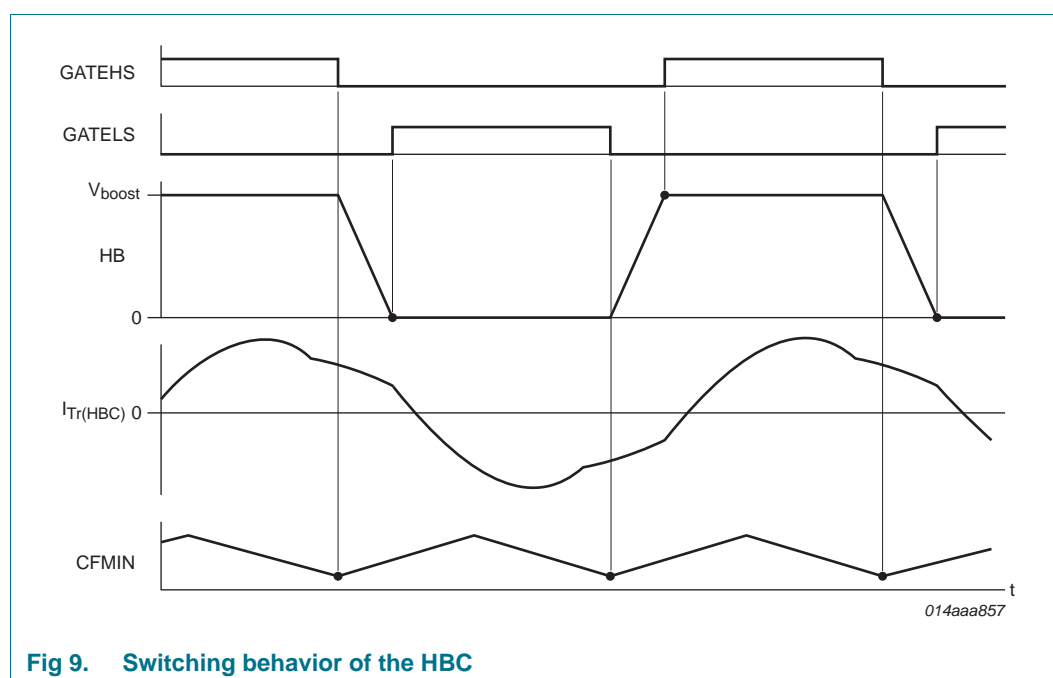 GATEHS
GATELS
Vboost
HB
0
ITr(HBC) 0
CFMIN
t
014aaa857
Fig 9. Switching behavior of the HBC